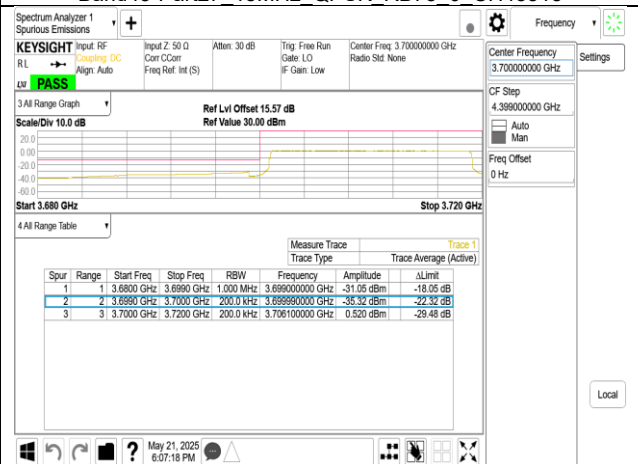 Spectrum Analyzer 1
Spurious Emissions
Frequency
KEYSIGHT
RL
LXI
PASS
Input: RF
Coupling: DC
Align: Auto
Input Z: 50 Ω
Corr CCorr
Freq Ref: Int (S)
Atten: 30 dB
Trig: Free Run
Gate: LO
IF Gain: Low
Center Freq: 3.700000000 GHz
Radio Std: None
Center Frequency
3.700000000 GHz
Settings
CF Step
4.399000000 GHz
Auto
Man
Freq Offset
0 Hz
3 All Range Graph
Ref Lvl Offset 15.57 dB
Scale/Div 10.0 dB
Ref Value 30.00 dBm
20.0
0.00
-20.0
-40.0
-60.0
Start 3.680 GHz
Stop 3.720 GHz
4 All Range Table
Measure Trace Trace 1
Trace Type Trace Average (Active)
Spur Range Start Freq Stop Freq RBW Frequency Amplitude ΔLimit
1 1 3.6800 GHz 3.6990 GHz 1.000 MHz 3.699000000 GHz -31.05 dBm -18.05 dB
2 2 3.6990 GHz 3.7000 GHz 200.0 kHz 3.699990000 GHz -35.32 dBm -22.32 dB
3 3 3.7000 GHz 3.7200 GHz 200.0 kHz 3.706100000 GHz 0.520 dBm -29.48 dB
Local
May 21, 2025
6:07:18 PM